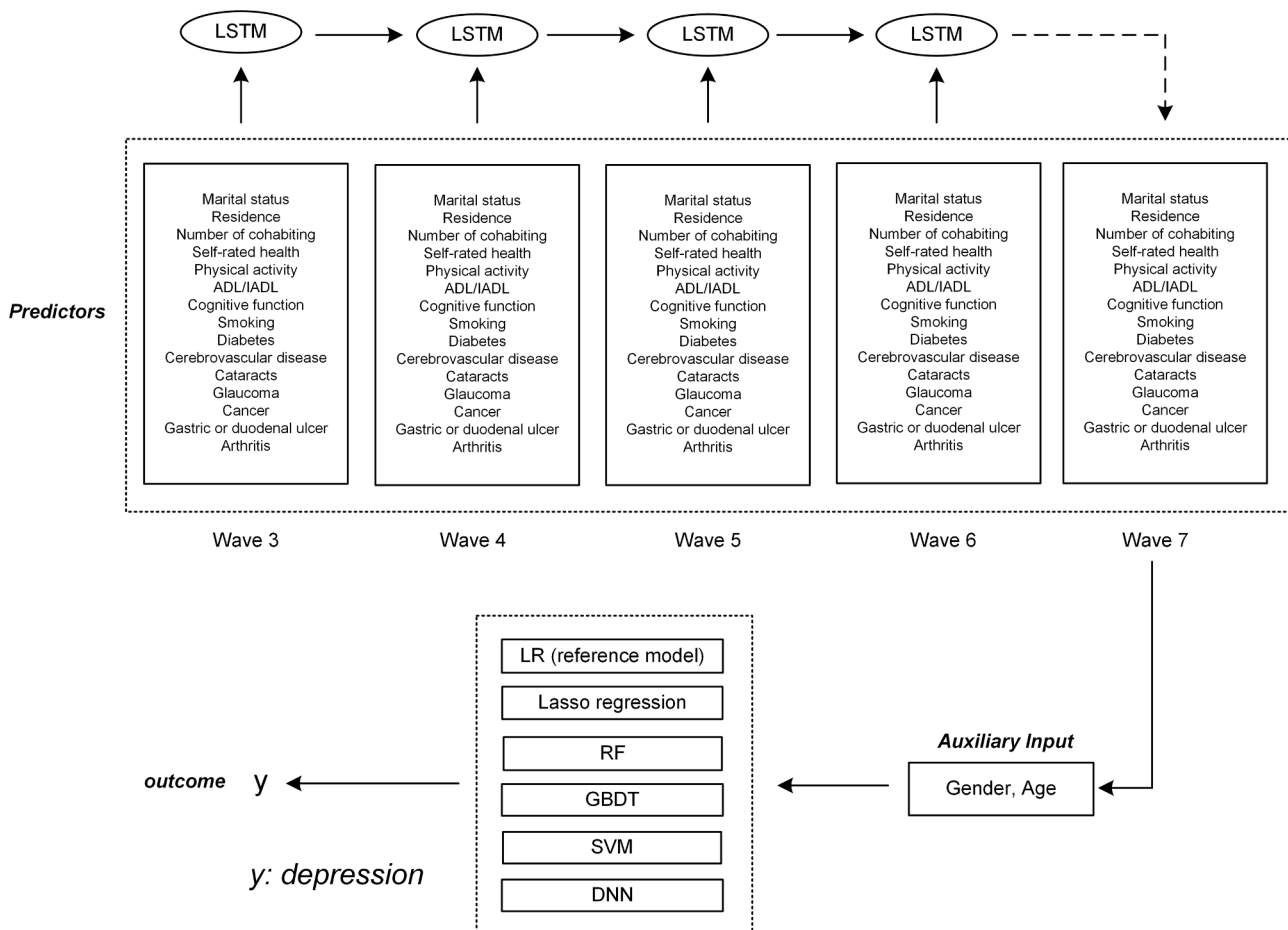 LSTM
LSTM
LSTM
LSTM
Predictors
Marital status
Residence
Number of cohabiting
Self-rated health
Physical activity
ADL/IADL
Cognitive function
Smoking
Diabetes
Cerebrovascular disease
Cataracts
Glaucoma
Cancer
Gastric or duodenal ulcer
Arthritis
Wave 3
Marital status
Residence
Number of cohabiting
Self-rated health
Physical activity
ADL/IADL
Cognitive function
Smoking
Diabetes
Cerebrovascular disease
Cataracts
Glaucoma
Cancer
Gastric or duodenal ulcer
Arthritis
Wave 4
Marital status
Residence
Number of cohabiting
Self-rated health
Physical activity
ADL/IADL
Cognitive function
Smoking
Diabetes
Cerebrovascular disease
Cataracts
Glaucoma
Cancer
Gastric or duodenal ulcer
Arthritis
Wave 5
Marital status
Residence
Number of cohabiting
Self-rated health
Physical activity
ADL/IADL
Cognitive function
Smoking
Diabetes
Cerebrovascular disease
Cataracts
Glaucoma
Cancer
Gastric or duodenal ulcer
Arthritis
Wave 6
Marital status
Residence
Number of cohabiting
Self-rated health
Physical activity
ADL/IADL
Cognitive function
Smoking
Diabetes
Cerebrovascular disease
Cataracts
Glaucoma
Cancer
Gastric or duodenal ulcer
Arthritis
Wave 7
Auxiliary Input
Gender, Age
LR (reference model)
Lasso regression
RF
GBDT
SVM
DNN
outcome y
y: depression